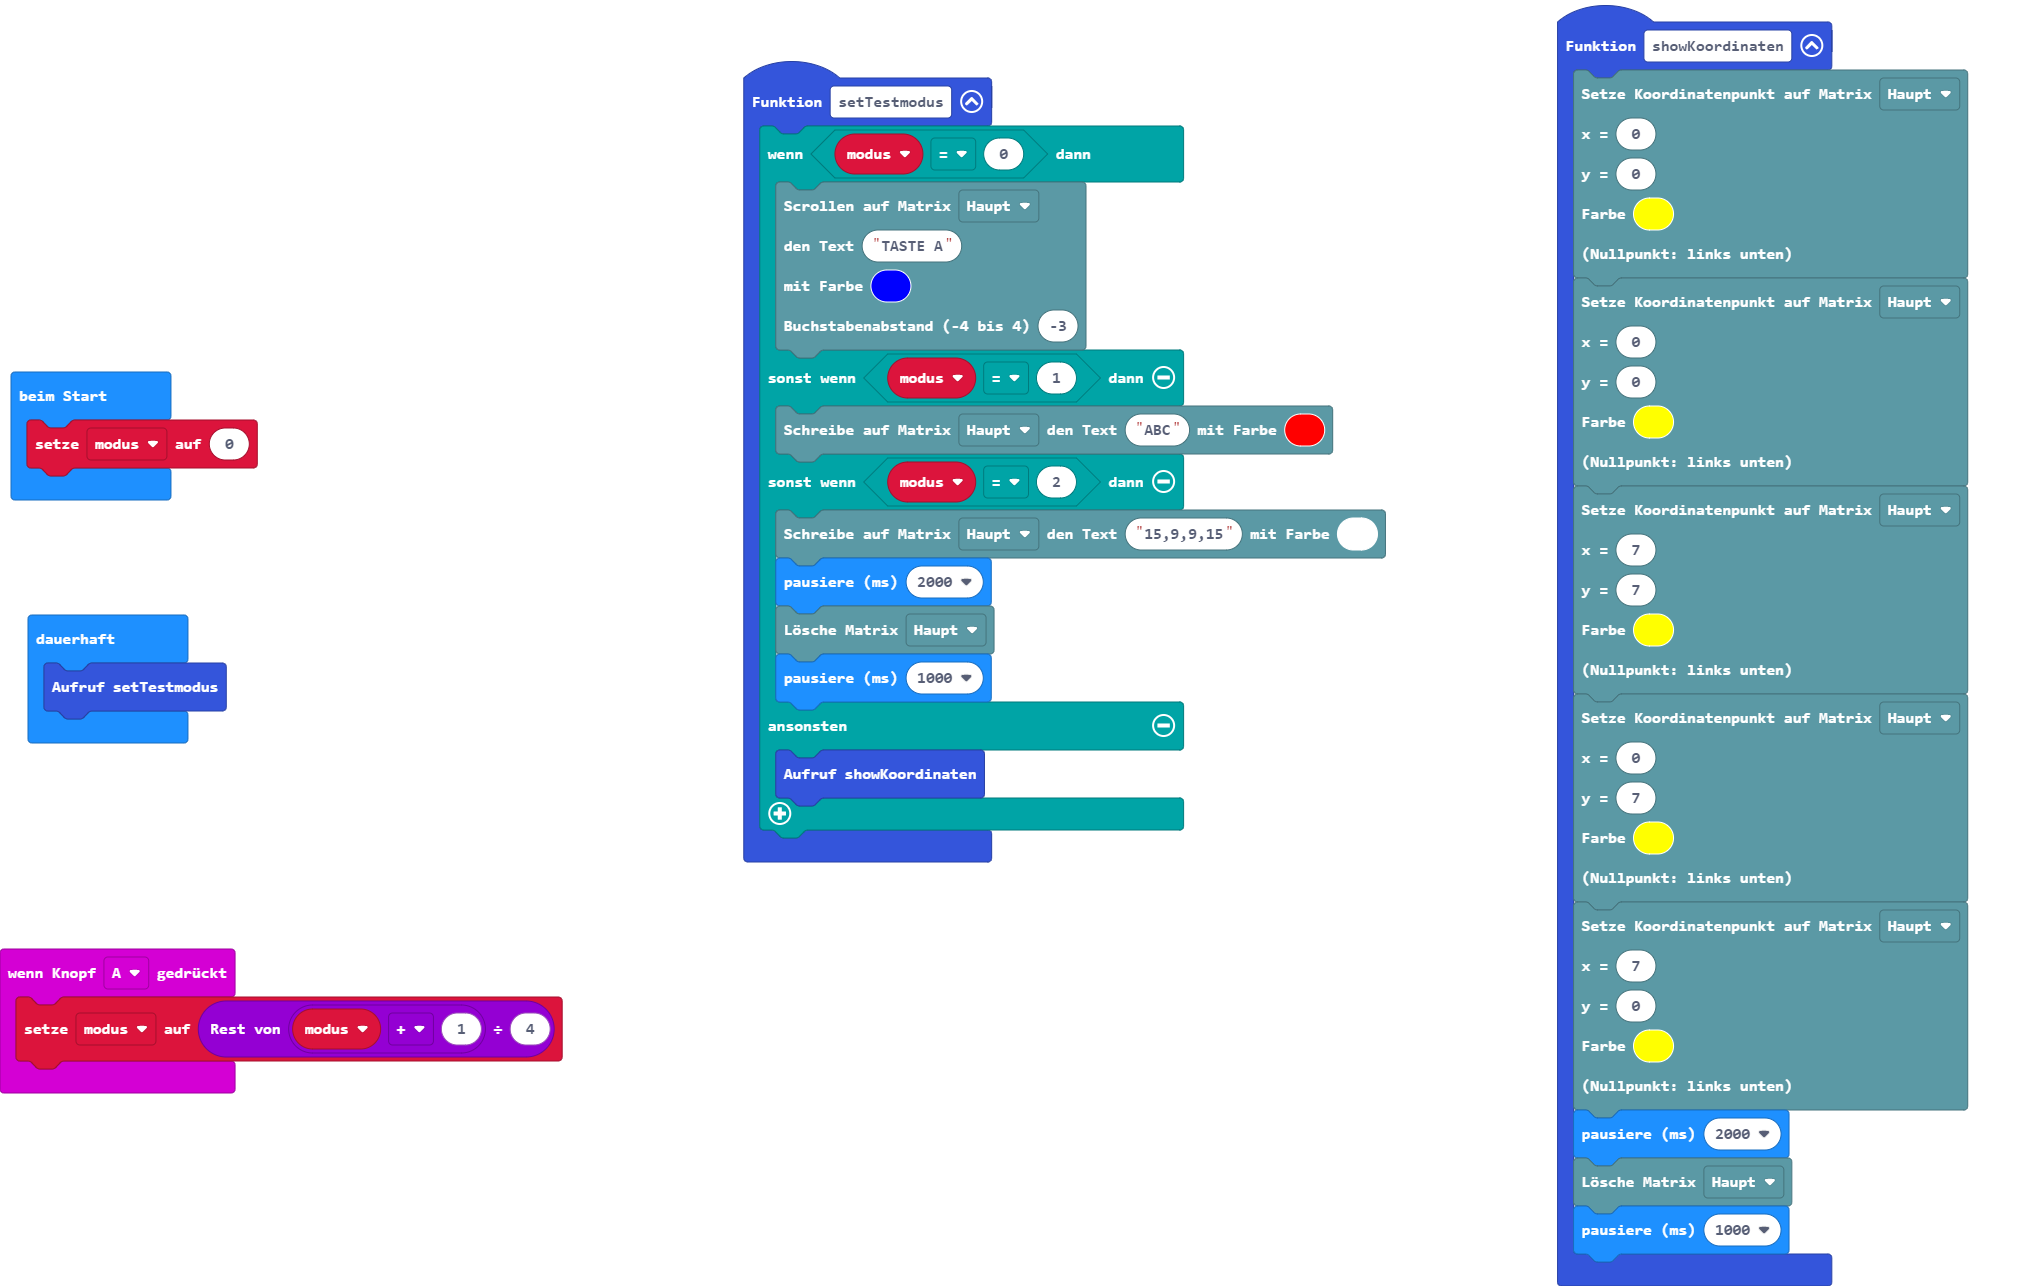 beim Start
setze modus auf 0
dauerhaft
Aufruf setTestmodus
wenn Knopf A gedrückt
setze modus auf Rest von modus + 1 ÷ 4
Funktion setTestmodus
wenn modus = 0 dann
Scrollen auf Matrix Haupt
den Text "TASTE A"
mit Farbe
Buchstabenabstand (-4 bis 4) -3
sonst wenn modus = 1 dann
Schreibe auf Matrix Haupt den Text "ABC" mit Farbe
sonst wenn modus = 2 dann
Schreibe auf Matrix Haupt den Text "15,9,9,15" mit Farbe
pausiere (ms) 2000
Lösche Matrix Haupt
pausiere (ms) 1000
ansonsten
Aufruf showKoordinaten
Funktion showKoordinaten
Setze Koordinatenpunkt auf Matrix Haupt
x = 0
y = 0
Farbe
(Nullpunkt: links unten)
Setze Koordinatenpunkt auf Matrix Haupt
x = 0
y = 0
Farbe
(Nullpunkt: links unten)
Setze Koordinatenpunkt auf Matrix Haupt
x = 7
y = 7
Farbe
(Nullpunkt: links unten)
Setze Koordinatenpunkt auf Matrix Haupt
x = 0
y = 7
Farbe
(Nullpunkt: links unten)
Setze Koordinatenpunkt auf Matrix Haupt
x = 7
y = 0
Farbe
(Nullpunkt: links unten)
pausiere (ms) 2000
Lösche Matrix Haupt
pausiere (ms) 1000